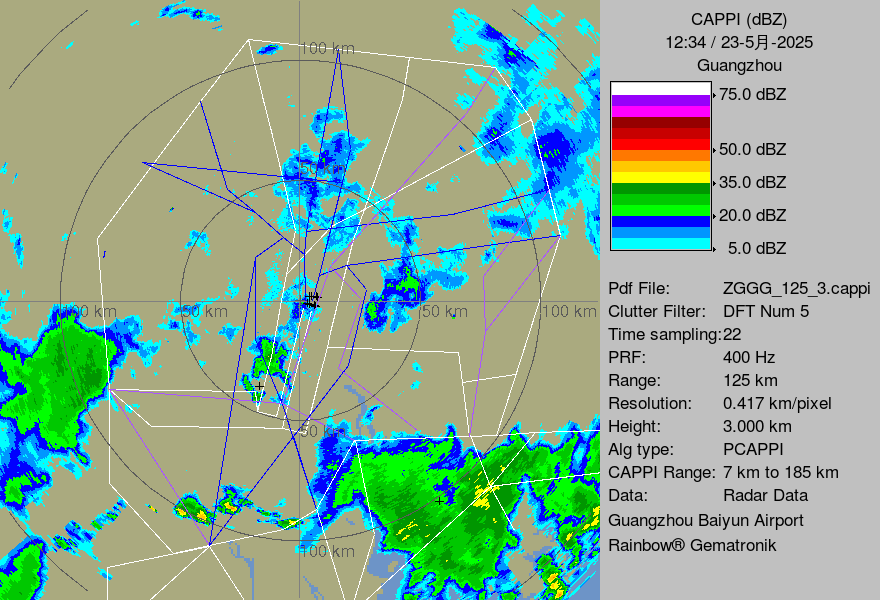 CAPPI (dBZ)
12:34 / 23-5月-2025
Guangzhou
75.0 dBZ
50.0 dBZ
35.0 dBZ
20.0 dBZ
5.0 dBZ
Pdf File: ZGGG_125_3.cappi
Clutter Filter: DFT Num 5
Time sampling:22
PRF: 400 Hz
Range: 125 km
Resolution: 0.417 km/pixel
Height: 3.000 km
Alg type: PCAPPI
CAPPI Range: 7 km to 185 km
Data: Radar Data
Guangzhou Baiyun Airport
Rainbow® Gematronik
100 km
50 km
100 km
50 km
50 km
100 km
50 km
100 km